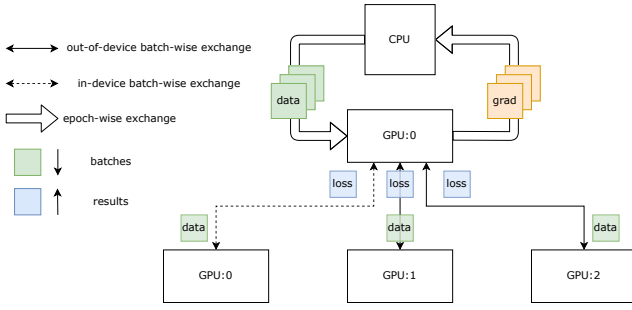 out-of-device batch-wise exchange
in-device batch-wise exchange
epoch-wise exchange
batches
results
CPU
data
grad
GPU:0
loss
loss
loss
data
data
data
GPU:0
GPU:1
GPU:2